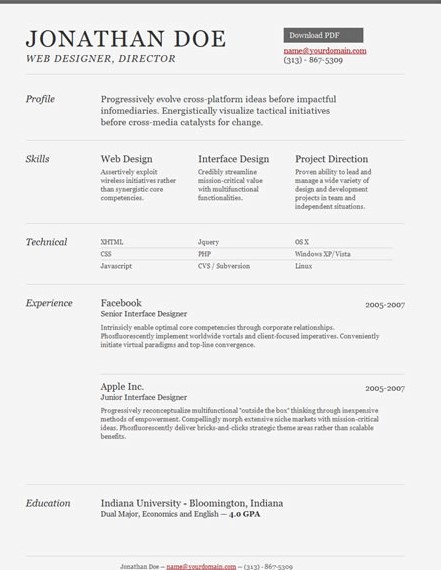 JONATHAN DOE
WEB DESIGNER, DIRECTOR
Download PDF
name@yourdomain.com
(313) - 867-5309
Profile
Progressively evolve cross-platform ideas before impactful
infomediaries. Energistically visualize tactical initiatives
before cross-media catalysts for change.
Skills
Web Design
Assertively exploit
wireless initiatives rather
than synergistic core
competencies.
Interface Design
Credibly streamline
mission-critical value
with multifunctional
functionalities.
Project Direction
Proven ability to lead and
manage a wide variety of
design and development
projects in team and
independent situations.
Technical
XHTML Jquery OS X
CSS PHP Windows XP/Vista
Javascript CVS / Subversion Linux
Experience
Facebook 2005-2007
Senior Interface Designer
Intrinsicly enable optimal core competencies through corporate relationships.
Phosfluorescently implement worldwide vortals and client-focused imperatives. Conveniently
initiate virtual paradigms and top-line convergence.
Apple Inc. 2005-2007
Junior Interface Designer
Progressively reconceptualize multifunctional "outside the box" thinking through inexpensive
methods of empowerment. Compellingly morph extensive niche markets with mission-critical
ideas. Phosfluorescently deliver bricks-and-clicks strategic theme areas rather than scalable
benefits.
Education
Indiana University - Bloomington, Indiana
Dual Major, Economics and English — 4.0 GPA
Jonathan Doe — name@yourdomain.com — (313) - 867-5309